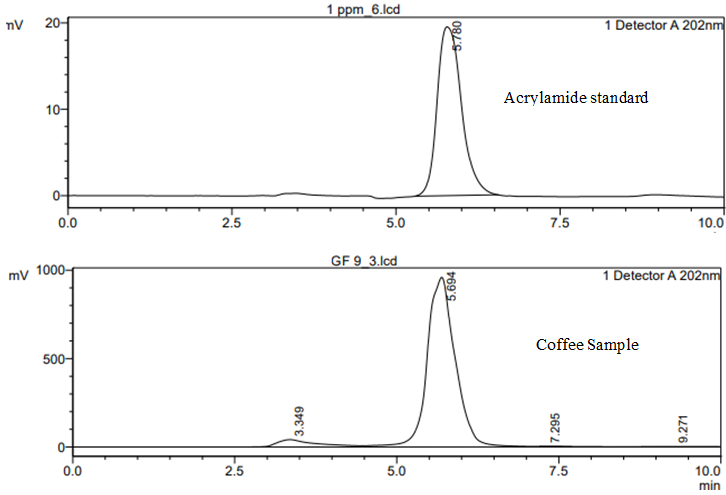 1 ppm_6.lcd
mV
1 Detector A 202nm
20
5.780
Acrylamide standard
10
0
0.0 2.5 5.0 7.5 10.0
GF 9_3.lcd
mV
1 Detector A 202nm
1000
5.694
Coffee Sample
500
3.349
7.295
9.271
0
0.0 2.5 5.0 7.5 10.0
min